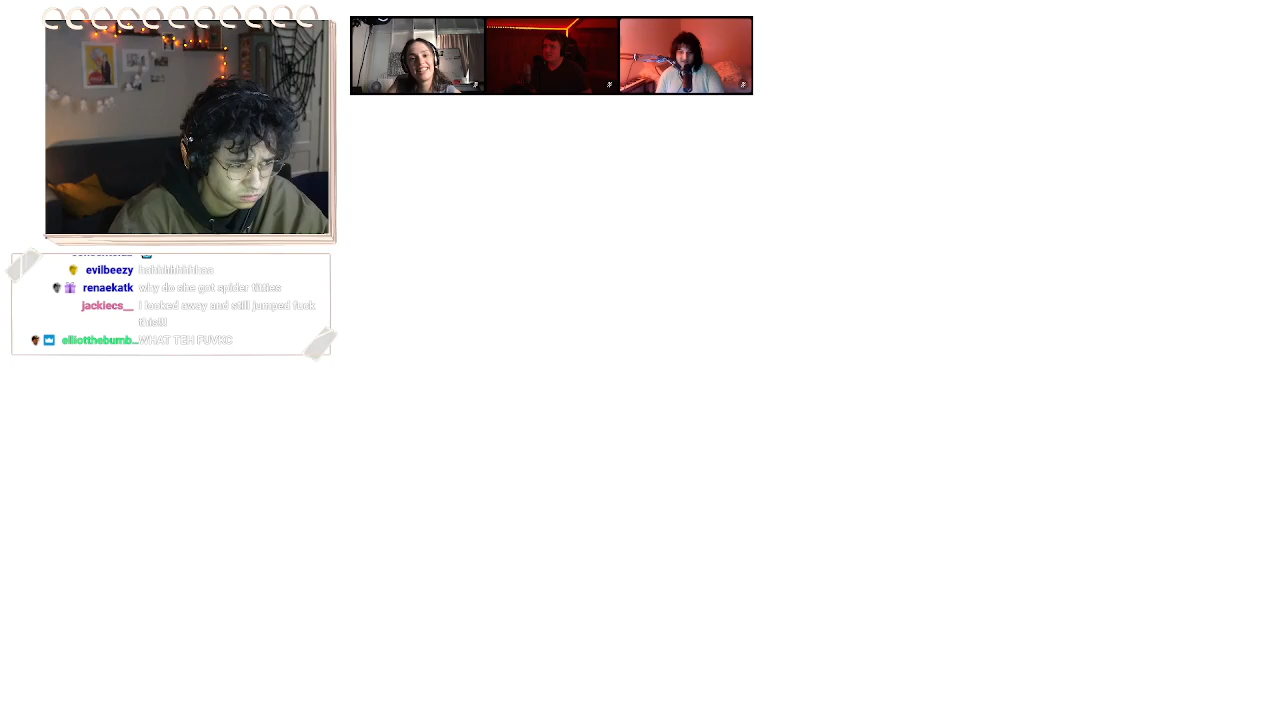 evilbeezy hahhhhhhhaa
renaekatk why do she got spider titties
jackiecs__ I looked away and still jumped fuck
this!!!
elliotthebumb... WHAT TEH FUVKC